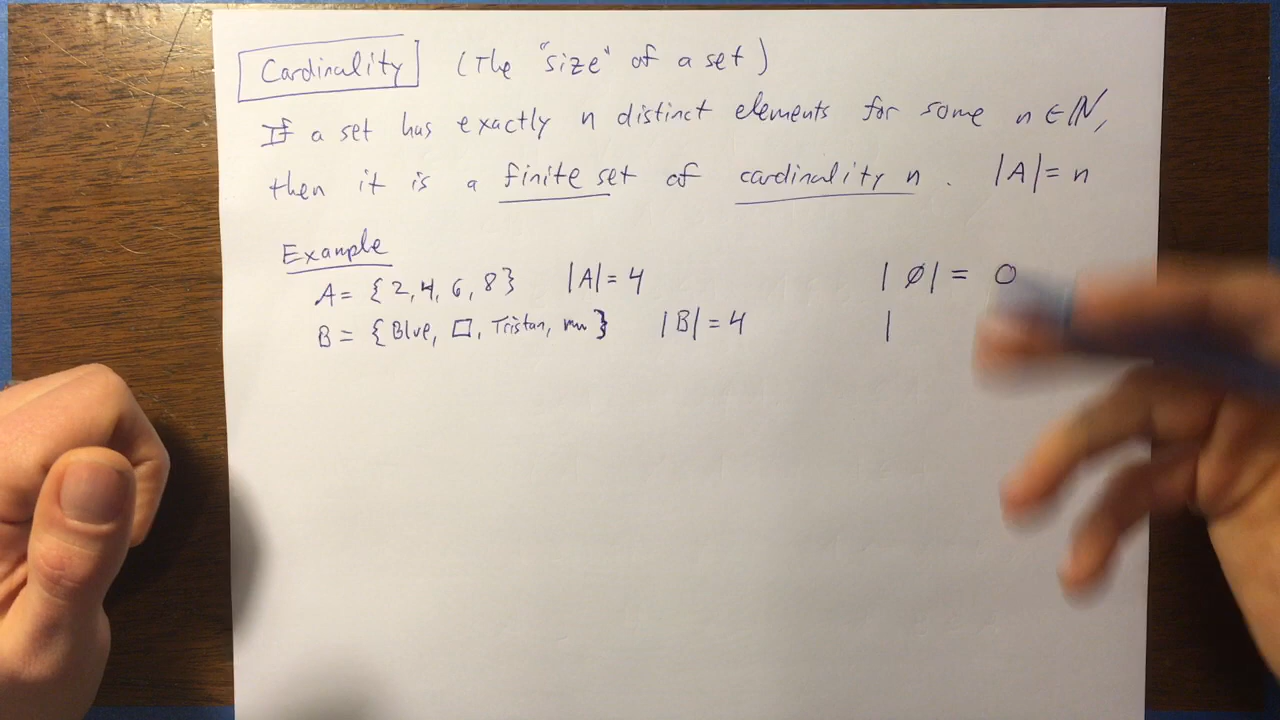 Cardinality (The "size" of a set)
If a set has exactly n distinct elements for some n ∈ ℕ,
then it is a finite set of cardinality n. |A| = n
Example
A = {2, 4, 6, 8} |A| = 4 | ∅ | = 0
B = {Blue, □, Tristan, } |B| = 4 |